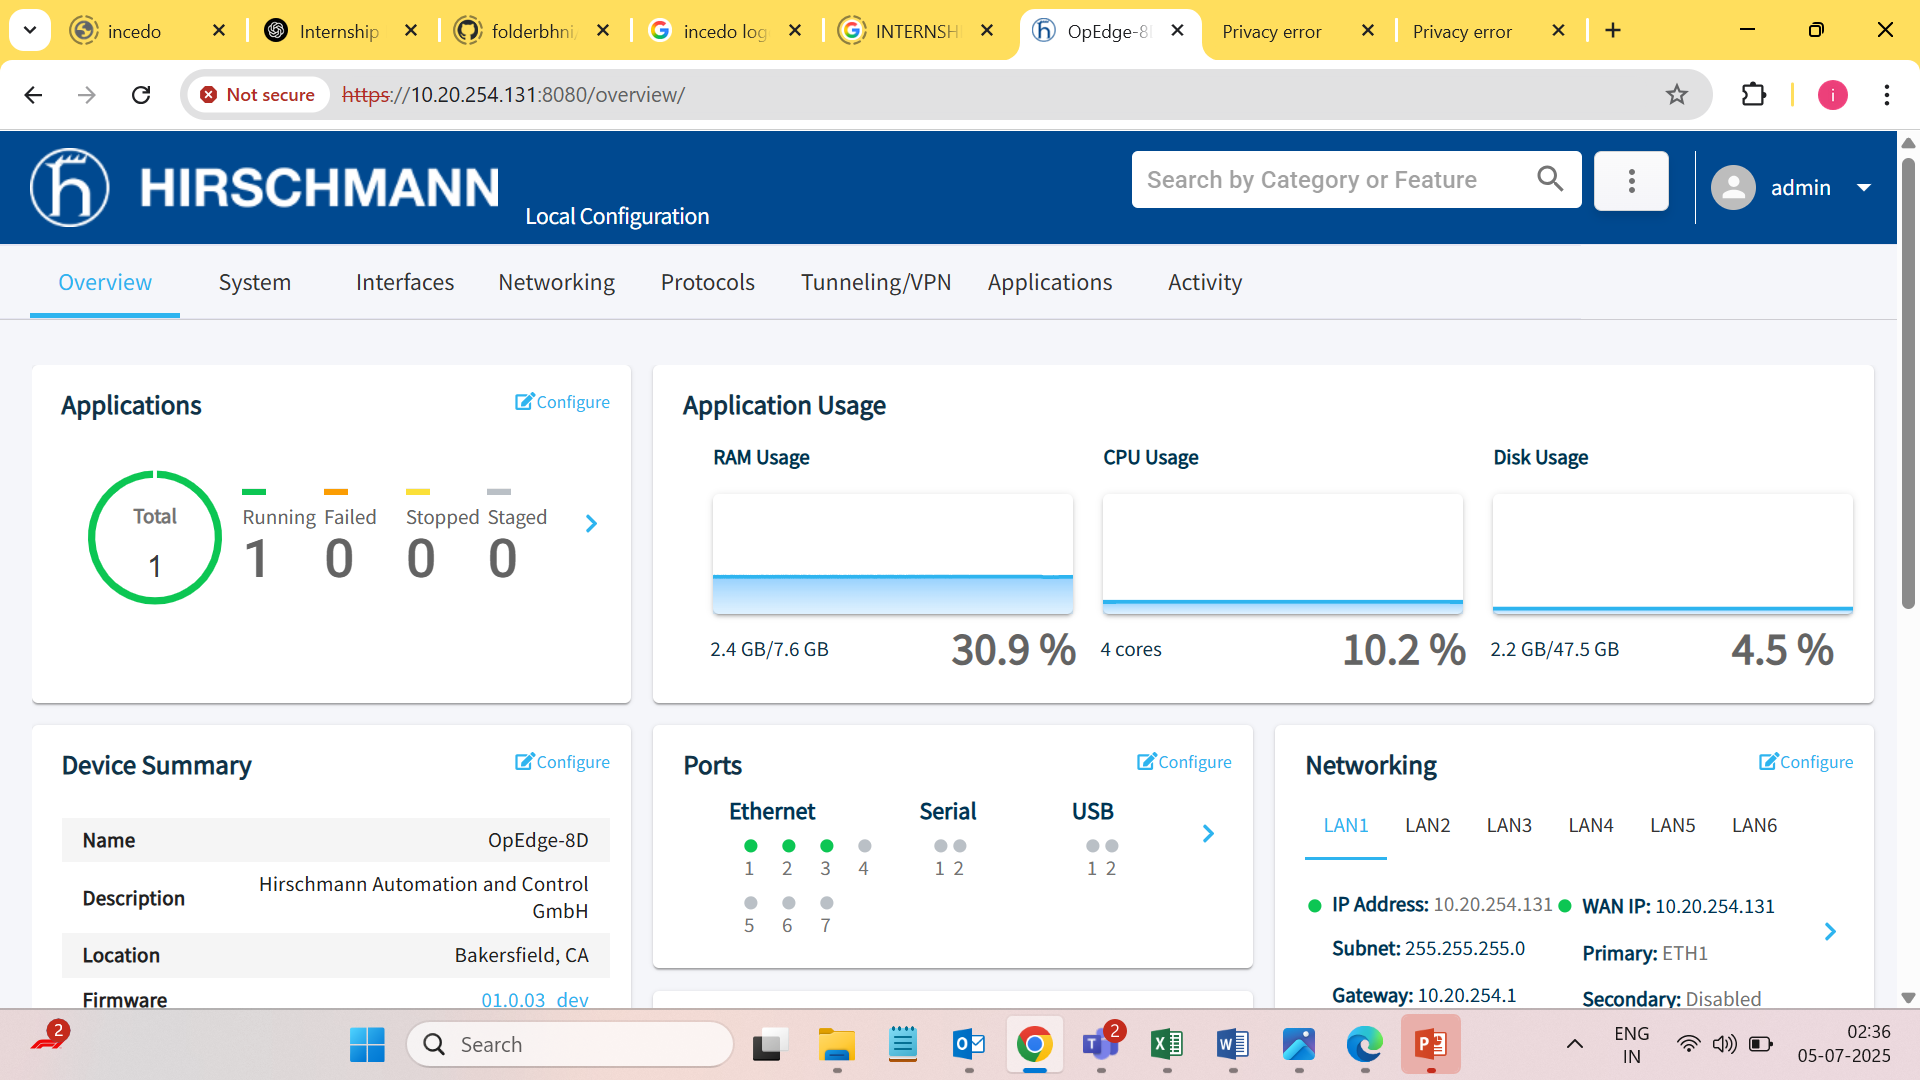 incedo
Internship
folderbhni/
incedo log
INTERNSHI
OpEdge-8D
Privacy error
Privacy error
Not secure
https://10.20.254.131:8080/overview/
i
HIRSCHMANN
Local Configuration
Search by Category or Feature
admin
Overview
System
Interfaces
Networking
Protocols
Tunneling/VPN
Applications
Activity
Applications
Configure
Total
1
Running Failed Stopped Staged
1 0 0 0
Application Usage
RAM Usage
CPU Usage
Disk Usage
2.4 GB/7.6 GB
30.9 %
4 cores
10.2 %
2.2 GB/47.5 GB
4.5 %
Device Summary
Configure
Name OpEdge-8D
Description Hirschmann Automation and Control
GmbH
Location Bakersfield, CA
Firmware 01.0.03_dev
Ports
Configure
Ethernet Serial USB
1 2 3 4 1 2 1 2
5 6 7
Networking
Configure
LAN1 LAN2 LAN3 LAN4 LAN5 LAN6
IP Address: 10.20.254.131
WAN IP: 10.20.254.131
Subnet: 255.255.255.0
Primary: ETH1
Gateway: 10.20.254.1
Secondary: Disabled
2
Search
2
ENG
IN
02:36
05-07-2025